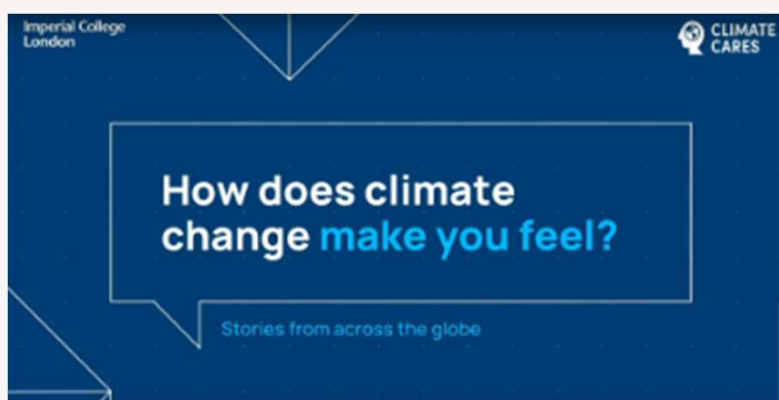 Imperial College
London
CLIMATE
CARES
How does climate
change make you feel?
Stories from across the globe